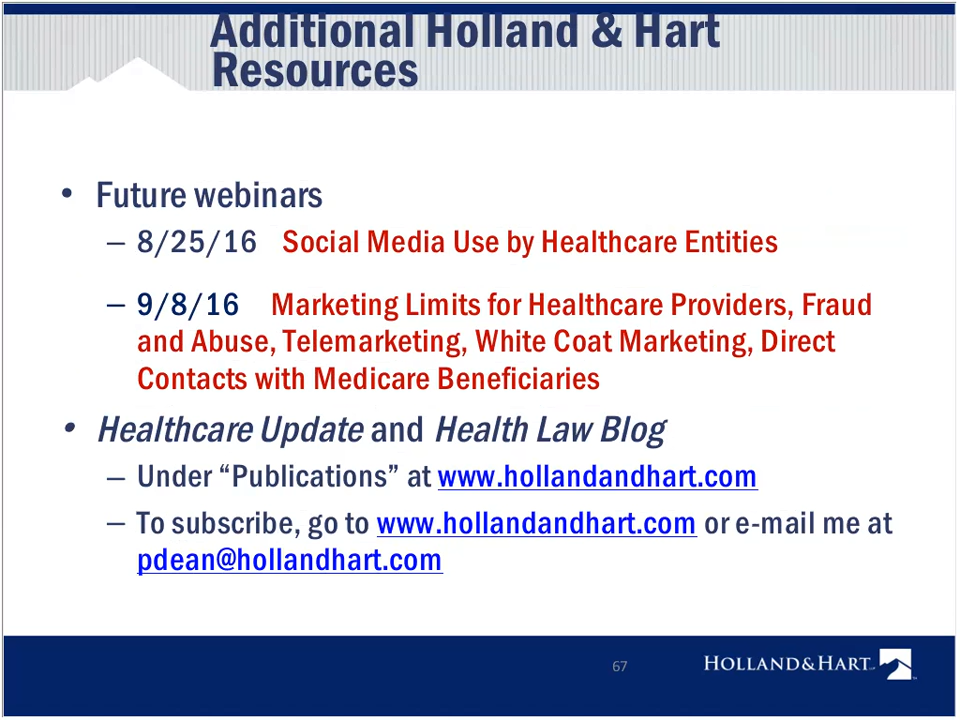 Additional Holland & Hart
Resources
• Future webinars
– 8/25/16 Social Media Use by Healthcare Entities
– 9/8/16 Marketing Limits for Healthcare Providers, Fraud
and Abuse, Telemarketing, White Coat Marketing, Direct
Contacts with Medicare Beneficiaries
• Healthcare Update and Health Law Blog
– Under “Publications” at www.hollandandhart.com
– To subscribe, go to www.hollandandhart.com or e-mail me at
pdean@hollandhart.com
67
HOLLAND&HART